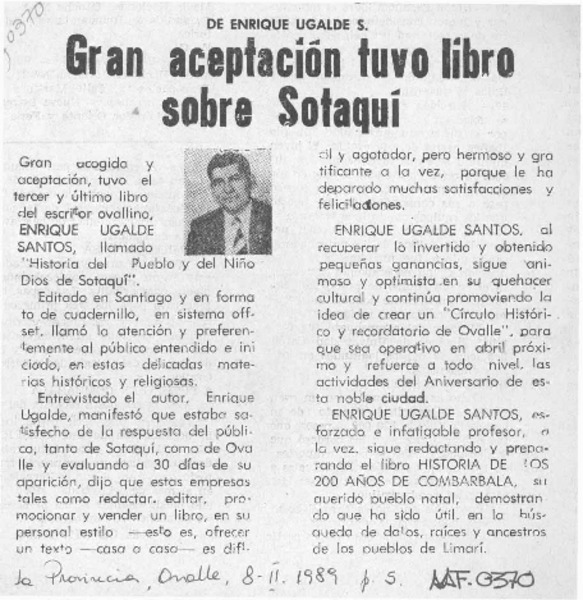 0370
DE ENRIQUE UGALDE S.
Gran aceptación tuvo libro
sobre Sotaquí
Gran acogida y
aceptación, tuvo el
tercer y último libro
del escritor ovallino,
ENRIQUE UGALDE
SANTOS, llamado
"Historia del Pueblo y del Niño
Dios de Sotaquí".
Editado en Santiago y en forma
to de cuadernillo, en sistema off-
set, llamó la atención y preferen-
temente al público entendido e ini
ciado, en estas delicadas mate-
rios históricos y religiosas.
Entrevistado el autor, Enrique
Ugalde, manifestó que estaba sa-
tisfecho de la respuesta del públi-
ca, tanto de Sotaquí, como de Ova
lle y evaluando a 30 días de su
aparición, dijo que estas empresas
tales como redactar, editar, pro-
mocionar y vender un libro, en su
personal estilo —esto es, ofrecer
un texto —casa a casa— es difí-
cil y agotador, pero hermoso y gra
tificante a la vez, porque le ha
deparado muchas satisfacciones y
felicitaciones.
ENRIQUE UGALDE SANTOS, al
recuperar lo invertido y obtenido
pequeñas ganancias, sigue ani-
moso y optimista en su quehacer
cultural y continúa promoviendo la
idea de crear un "Círculo Históri-
co y recordatorio de Ovalle", para
que sea operativo en abril próxi-
mo y refuerce a todo nivel, las
actividades del Aniversario de es-
ta noble ciudad.
ENRIQUE UGALDE SANTOS, es-
forzado e infatigable profesor, a
la vez, sigue redactando y prepa-
rando el libro HISTORIA DE LOS
200 AÑOS DE COMBARBALA, su
querido pueblo natal, demostran
do que ha sido útil, en la bús-
queda de datos, raíces y ancestros
de los pueblos de Limarí.
La Provincia, Ovalle, 8-II. 1989 p. 5. AAF. 0370